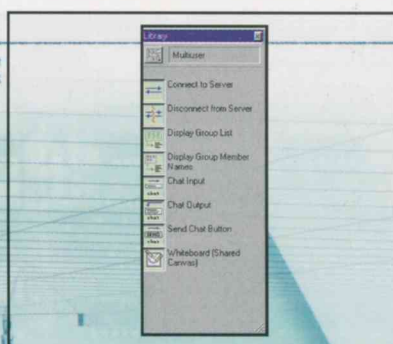 Library
Multiuser
Connect to Server
Disconnect from Server
Display Group List
Display Group Member
Names
Chat Input
Chat Output
Send Chat Button
Whiteboard (Shared
Canvas)